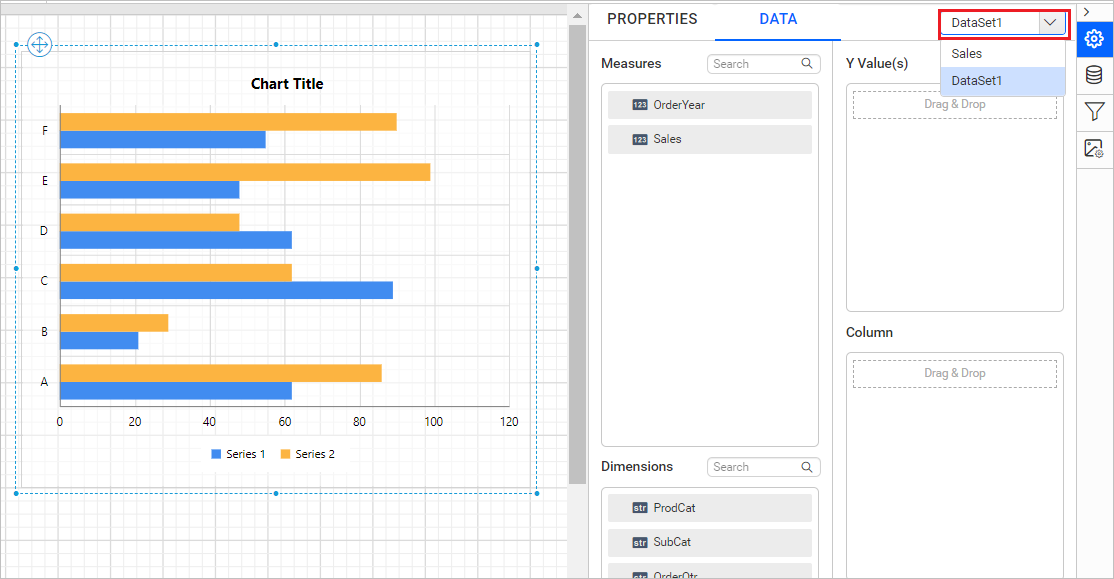 Chart Title
F
E
D
C
B
A
0 20 40 60 80 100 120
Series 1 Series 2
PROPERTIES DATA
DataSet1
Sales
DataSet1
Measures Search
123 OrderYear
123 Sales
Dimensions Search
str ProdCat
str SubCat
str OrderQtr
Y Value(s)
Drag & Drop
Column
Drag & Drop